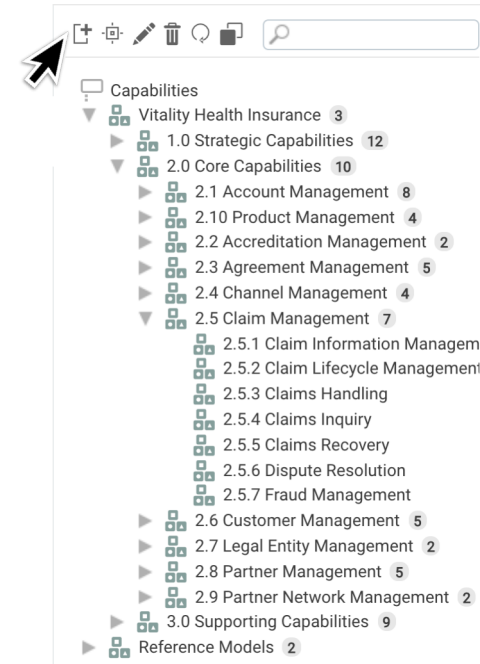 Capabilities
Vitality Health Insurance 3
1.0 Strategic Capabilities 12
2.0 Core Capabilities 10
2.1 Account Management 8
2.10 Product Management 4
2.2 Accreditation Management 2
2.3 Agreement Management 5
2.4 Channel Management 4
2.5 Claim Management 7
2.5.1 Claim Information Managem
2.5.2 Claim Lifecycle Management
2.5.3 Claims Handling
2.5.4 Claims Inquiry
2.5.5 Claims Recovery
2.5.6 Dispute Resolution
2.5.7 Fraud Management
2.6 Customer Management 5
2.7 Legal Entity Management 2
2.8 Partner Management 5
2.9 Partner Network Management 2
3.0 Supporting Capabilities 9
Reference Models 2